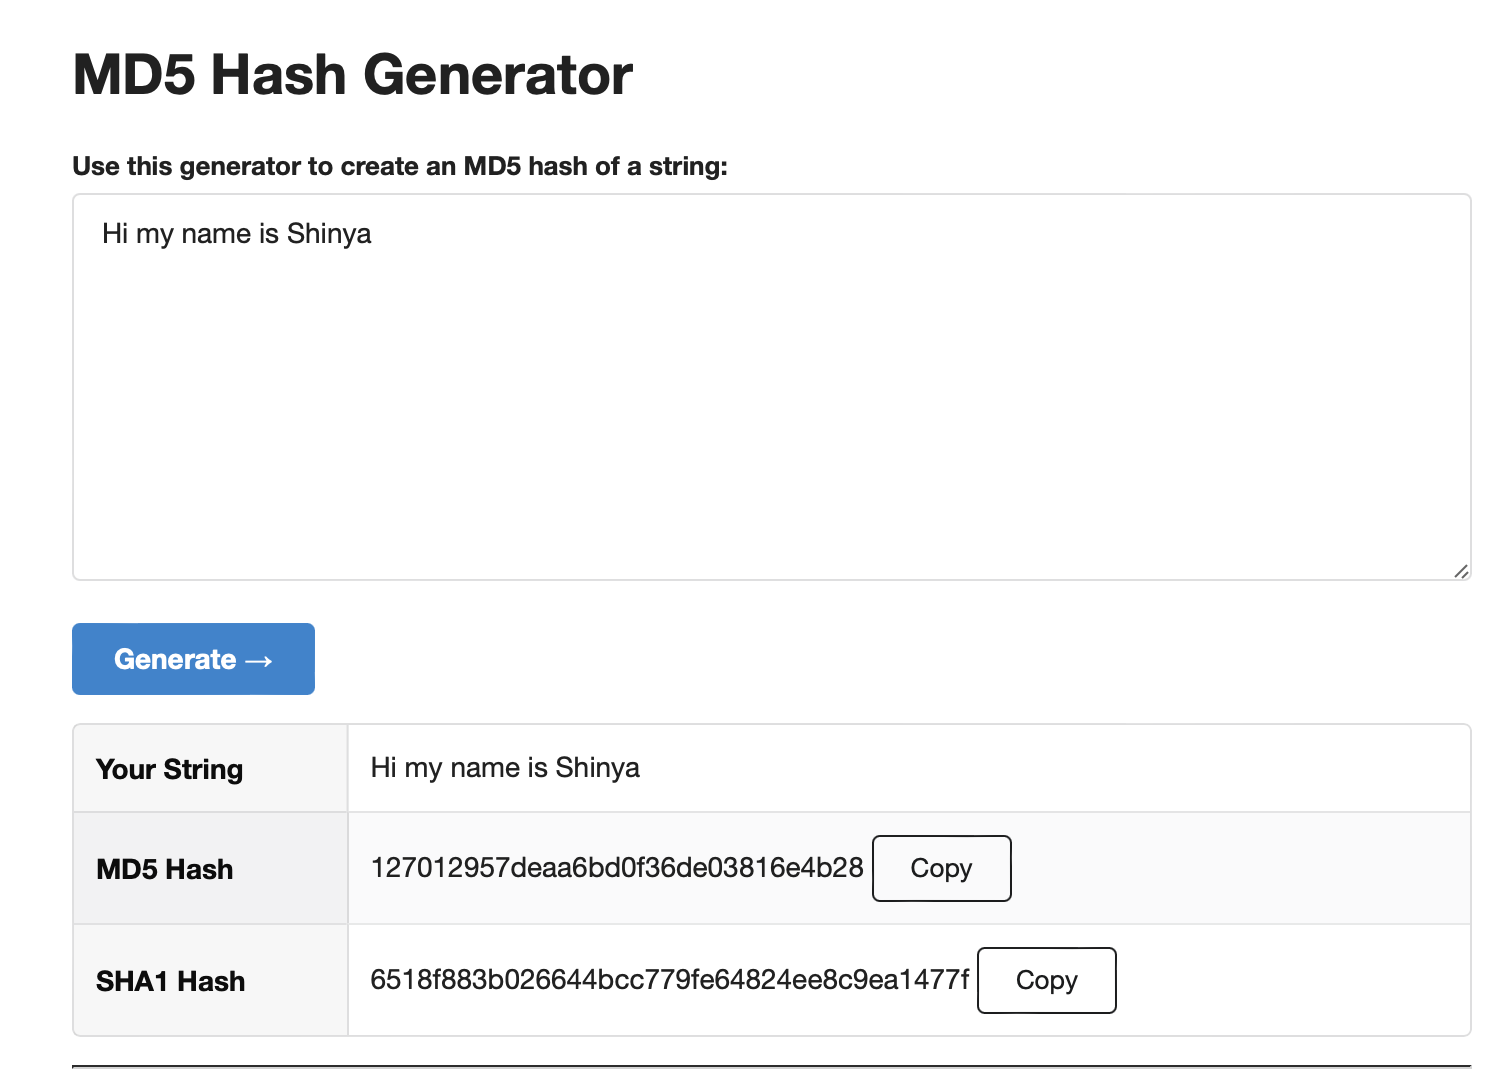 MD5 Hash Generator
Use this generator to create an MD5 hash of a string:
Hi my name is Shinya
Generate →
Your String Hi my name is Shinya
MD5 Hash 127012957deaa6bd0f36de03816e4b28 Copy
SHA1 Hash 6518f883b026644bcc779fe64824ee8c9ea1477f Copy